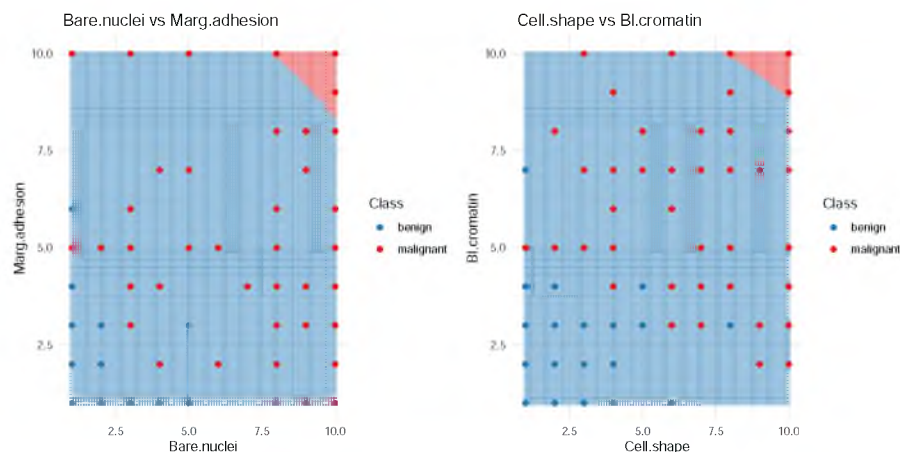 Bare.nuclei vs Marg.adhesion
10.0
7.5
5.0
2.5
Marg.adhesion
2.5
5.0
7.5
10.0
Bare.nuclei
Class
benign
malignant
Cell.shape vs Bl.cromatin
10.0
7.5
5.0
2.5
Bl.cromatin
2.5
5.0
7.5
10.0
Cell.shape
Class
benign
malignant